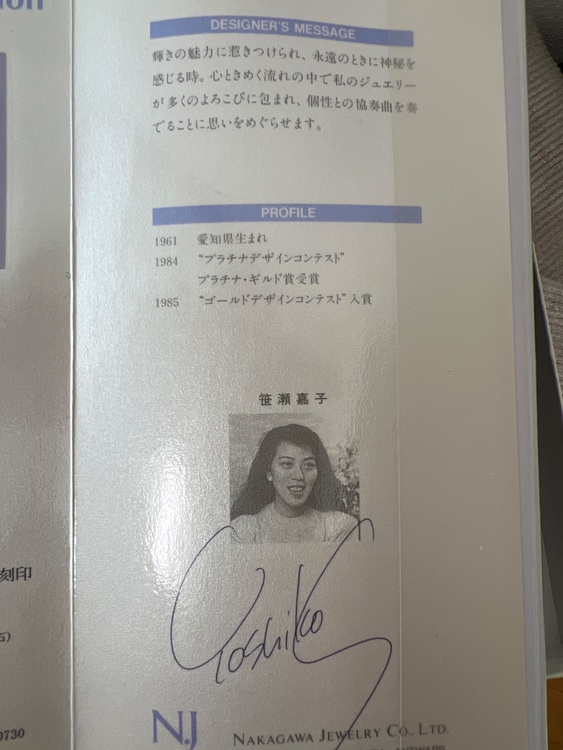 DESIGNER'S MESSAGE
輝きの魅力に惹きつけられ、永遠のときに神秘を
感じる時。心ときめく流れの中で私のジュエリー
が多くのよろこびに包まれ、個性との協奏曲を奏
でることに思いをめぐらせます。
PROFILE
1961 愛知県生まれ
1984 “プラチナデザインコンテスト”
プラチナ・ギルド賞受賞
1985 “ゴールドデザインコンテスト”入賞
笹瀬嘉子
Yoshiko
刻印
0730
NJ NAKAGAWA JEWELRY CO., LTD.